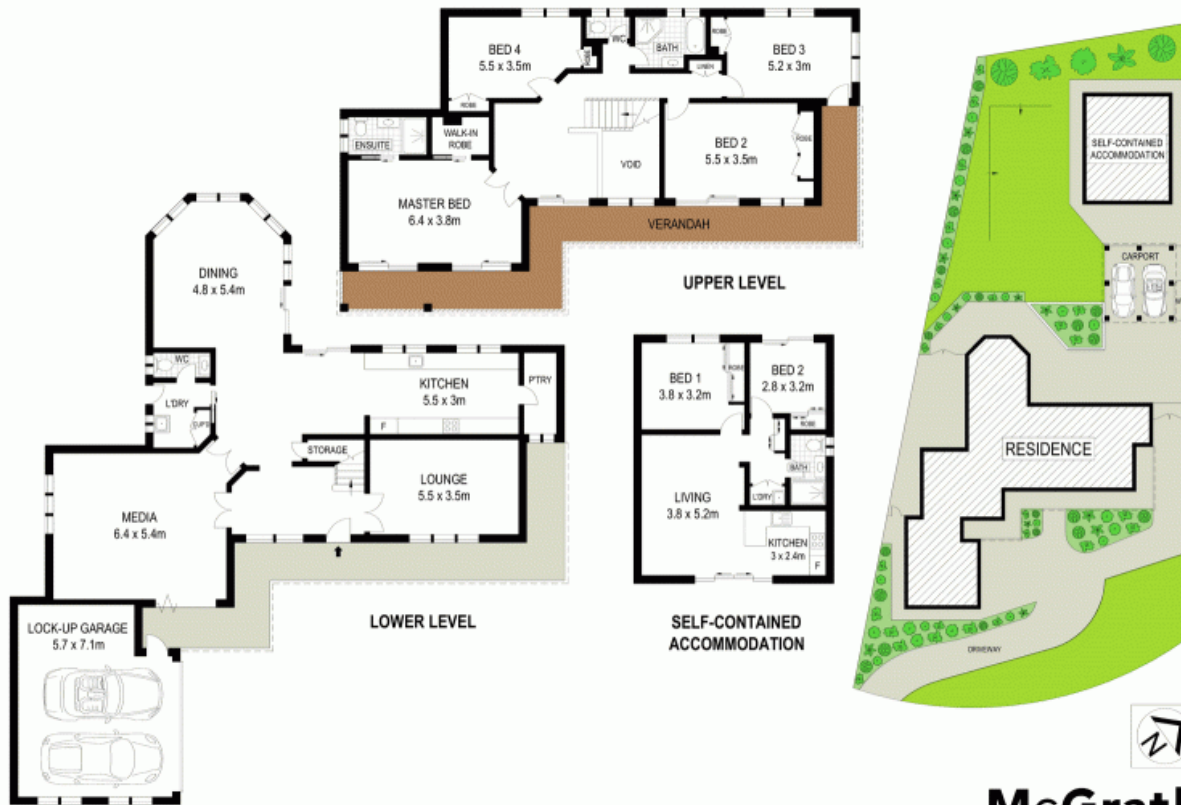 BED 4
5.5 x 3.5m
ROBE
ROBE
WC
BATH
ROBE
BED 3
5.2 x 3m
LINEN
ENSUITE
WALK-IN
ROBE
BED 2
5.5 x 3.5m
ROBE
VOID
MASTER BED
6.4 x 3.8m
VERANDAH
UPPER LEVEL
DINING
4.8 x 5.4m
WC
L'DRY
CUP'D
KITCHEN
5.5 x 3m
F
P'TRY
STORAGE
LOUNGE
5.5 x 3.5m
MEDIA
6.4 x 5.4m
LOCK-UP GARAGE
5.7 x 7.1m
LOWER LEVEL
BED 1
3.8 x 3.2m
ROBE
BED 2
2.8 x 3.2m
ROBE
BATH
L'DRY
LIVING
3.8 x 5.2m
KITCHEN
3 x 2.4m
F
SELF-CONTAINED
ACCOMMODATION
SELF-CONTAINED
ACCOMMODATION
CARPORT
RESIDENCE
DRIVEWAY
N
McGrath